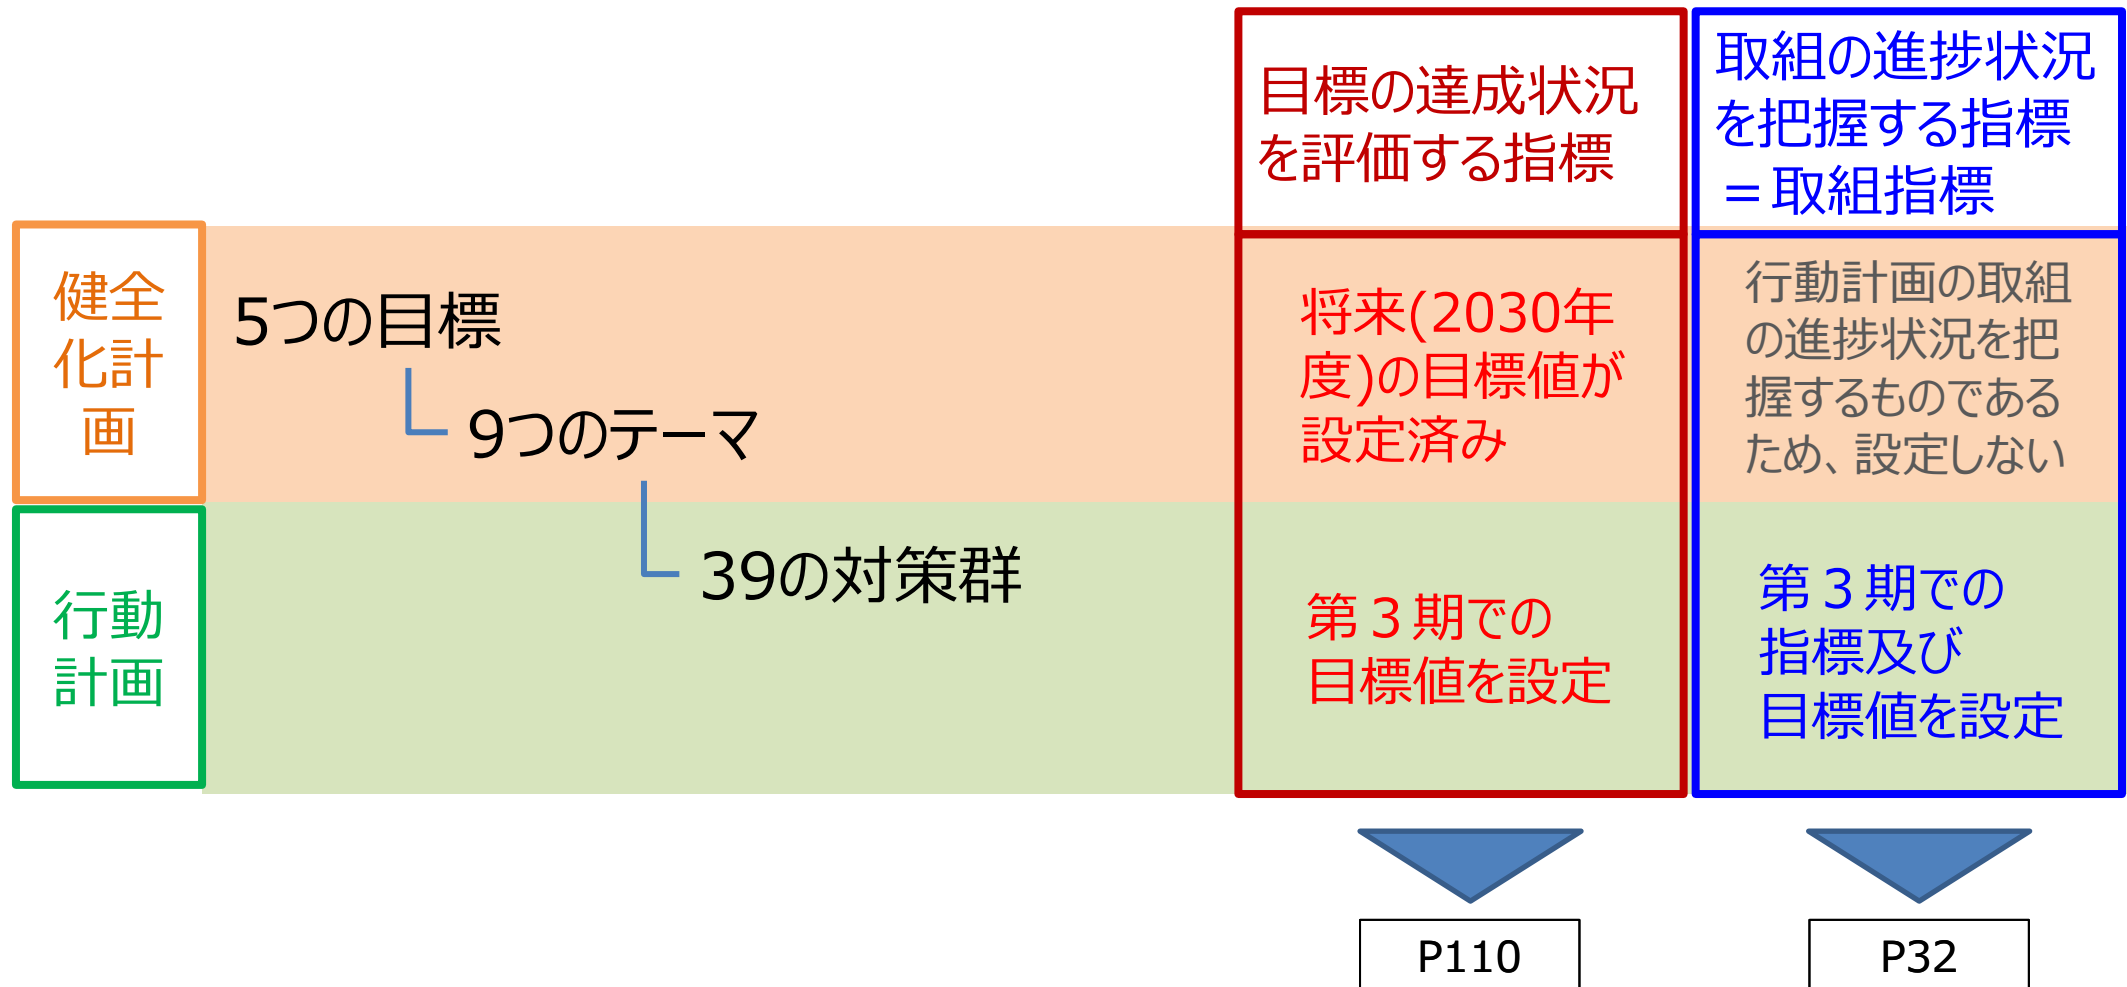 目標の達成状況
を評価する指標
取組の進捗状況
を把握する指標
＝取組指標
健全
化計
画
5つの目標
9つのテーマ
将来(2030年
度)の目標値が
設定済み
行動計画の取組
の進捗状況を把
握するものである
ため、設定しない
行動
計画
39の対策群
第３期での
目標値を設定
第３期での
指標及び
目標値を設定
P110
P32